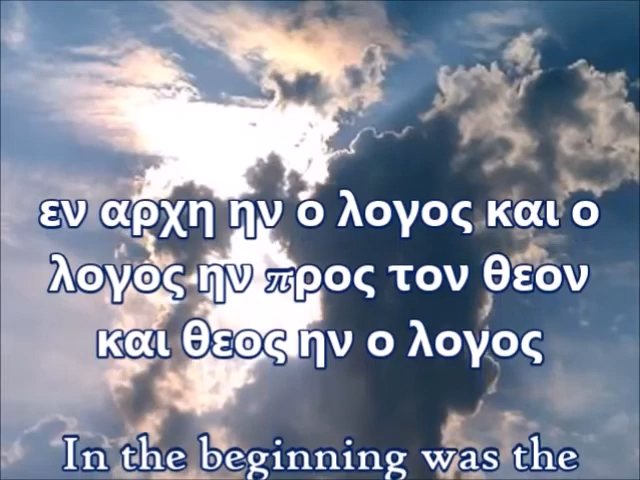 εν αρχη ην ο λογος και ο
λογος ην προς τον θεον
και θεος ην ο λογος
In the beginning was the